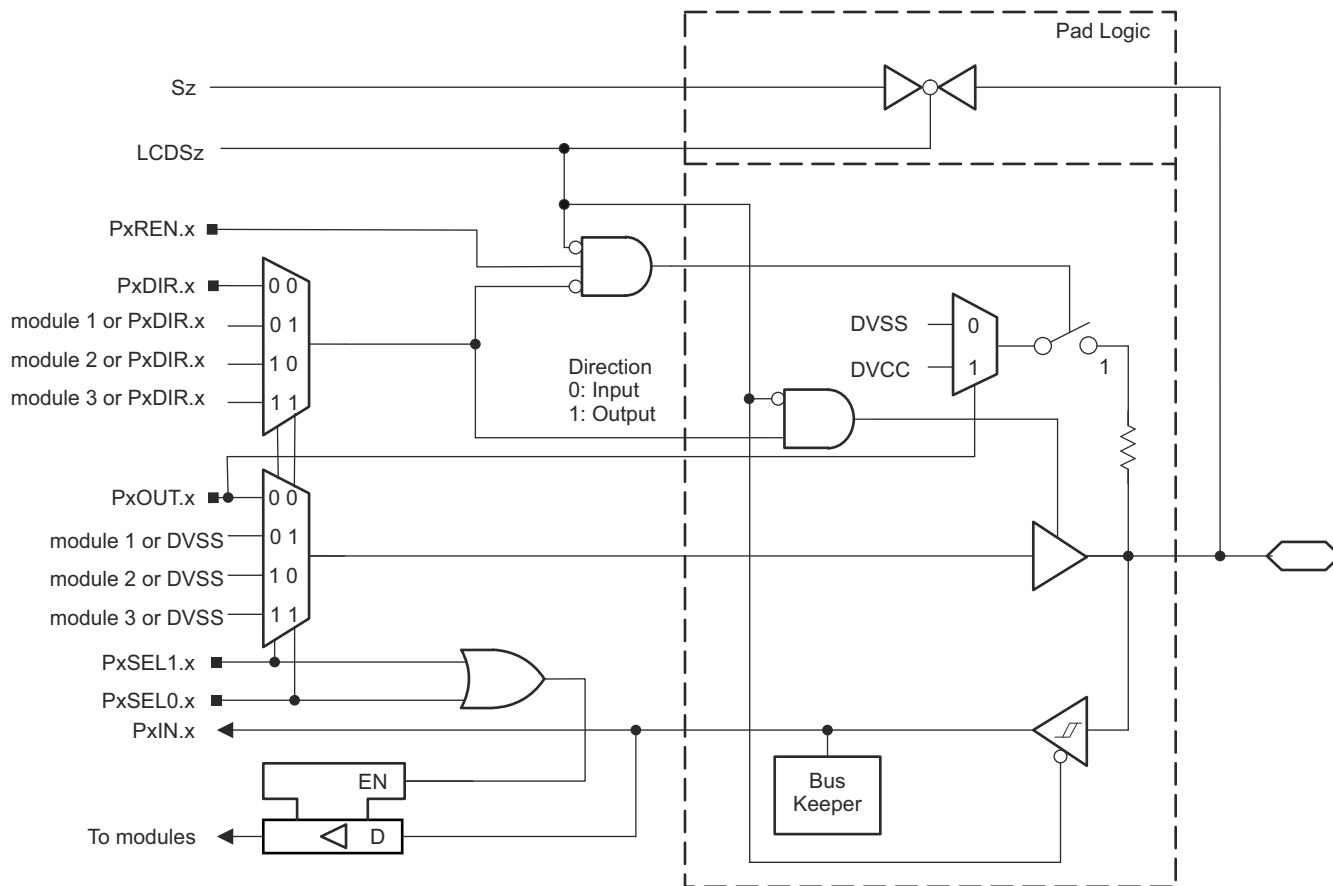 Pad Logic
Sz
LCDSz
PxREN.x
PxDIR.x
0 0
module 1 or PxDIR.x
0 1
module 2 or PxDIR.x
1 0
module 3 or PxDIR.x
1 1
Direction
0: Input
1: Output
DVSS
0
DVCC
1
1
PxOUT.x
0 0
module 1 or DVSS
0 1
module 2 or DVSS
1 0
module 3 or DVSS
1 1
PxSEL1.x
PxSEL0.x
PxIN.x
EN
Bus
Keeper
To modules
D